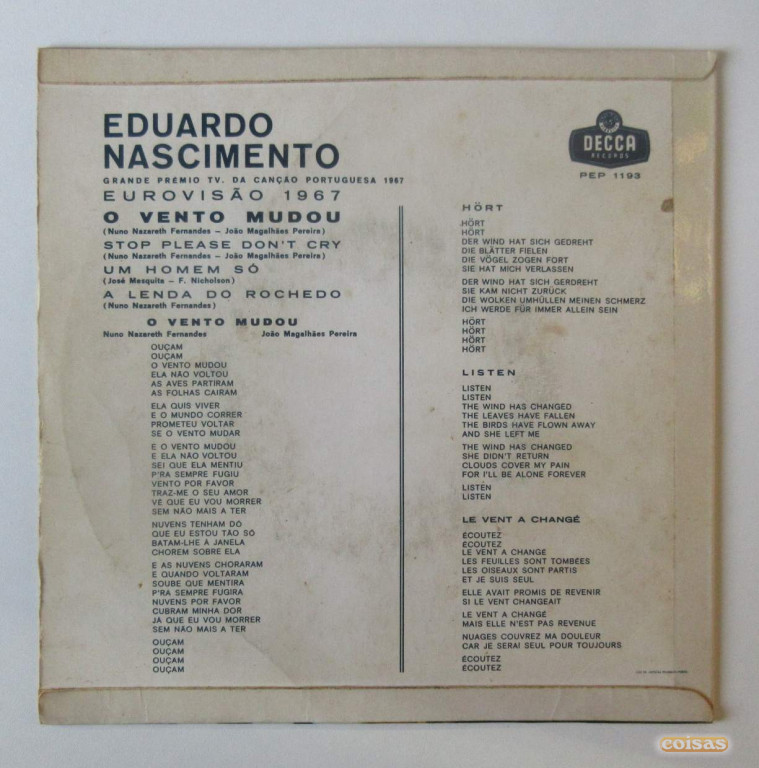 EDUARDO
NASCIMENTO
GRANDE PRÉMIO TV. DA CANÇÃO PORTUGUESA 1967
EUROVISÃO 1967
O VENTO MUDOU
(Nuno Nazareth Fernandes – João Magalhães Pereira)
STOP PLEASE DON'T CRY
(Nuno Nazareth Fernandes – João Magalhães Pereira)
UM HOMEM SÓ
(José Mesquita – F. Nicholson)
A LENDA DO ROCHEDO
(Nuno Nazareth Fernandes)
O VENTO MUDOU
Nuno Nazareth Fernandes João Magalhães Pereira
OUÇAM
OUÇAM
O VENTO MUDOU
ELA NÃO VOLTOU
AS AVES PARTIRAM
AS FOLHAS CAIRAM
ELA QUIS VIVER
E O MUNDO CORRER
PROMETEU VOLTAR
SE O VENTO MUDAR
E O VENTO MUDOU
E ELA NÃO VOLTOU
SEI QUE ELA MENTIU
P'RA SEMPRE FUGIU
VENTO POR FAVOR
TRAZ-ME O SEU AMOR
VÊ QUE EU VOU MORRER
SEM NÃO MAIS A TER
NUVENS TENHAM DÓ
QUE EU ESTOU TÃO SÓ
BATAM-LHE À JANELA
CHOREM SOBRE ELA
E AS NUVENS CHORARAM
E QUANDO VOLTARAM
SOUBE QUE MENTIRA
P'RA SEMPRE FUGIRA
NUVENS POR FAVOR
CUBRAM MINHA DOR
JÁ QUE EU VOU MORRER
SEM NÃO MAIS A TER
OUÇAM
OUÇAM
OUÇAM
OUÇAM
DECCA
RECORDS
PEP 1193
HÖRT
HÖRT
HÖRT
DER WIND HAT SICH GEDREHT
DIE BLÄTTER FIELEN
DIE VÖGEL ZOGEN FORT
SIE HAT MICH VERLASSEN
DER WIND HAT SICH GERDREHT
SIE KAM NICHT ZURÜCK
DIE WOLKEN UMHÜLLEN MEINEN SCHMERZ
ICH WERDE FÜR IMMER ALLEIN SEIN
HÖRT
HÖRT
HÖRT
HÖRT
LISTEN
LISTEN
LISTEN
THE WIND HAS CHANGED
THE LEAVES HAVE FALLEN
THE BIRDS HAVE FLOWN AWAY
AND SHE LEFT ME
THE WIND HAS CHANGED
SHE DIDN'T RETURN
CLOUDS COVER MY PAIN
FOR I'LL BE ALONE FOREVER
LISTEN
LISTEN
LE VENT A CHANGÉ
ÉCOUTEZ
ÉCOUTEZ
LE VENT A CHANGÉ
LES FEUILLES SONT TOMBÉES
LES OISEAUX SONT PARTIS
ET JE SUIS SEUL
ELLE AVAIT PROMIS DE REVENIR
SI LE VENT CHANGEAIT
LE VENT A CHANGÉ
MAIS ELLE N'EST PAS REVENUE
NUAGES COUVREZ MA DOULEUR
CAR JE SERAI SEUL POUR TOUJOURS
ÉCOUTEZ
ÉCOUTEZ
coisas